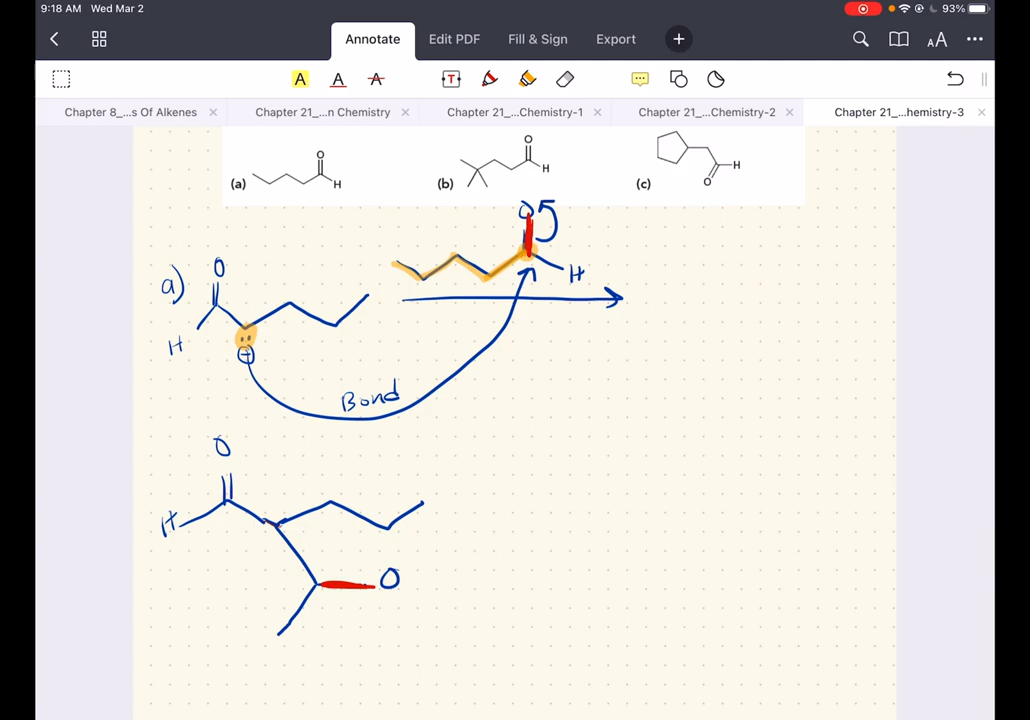 9:18 AM Wed Mar 2
93%
Annotate Edit PDF Fill & Sign Export +
AA
A A A T
Chapter 8_...s Of Alkenes × Chapter 21_...n Chemistry × Chapter 21_...Chemistry-1 × Chapter 21_...Chemistry-2 × Chapter 21_...hemistry-3 ×
O O
(a) H (b) H (c) O H
O
a) O H
H
⊖
Bond
O
H
O